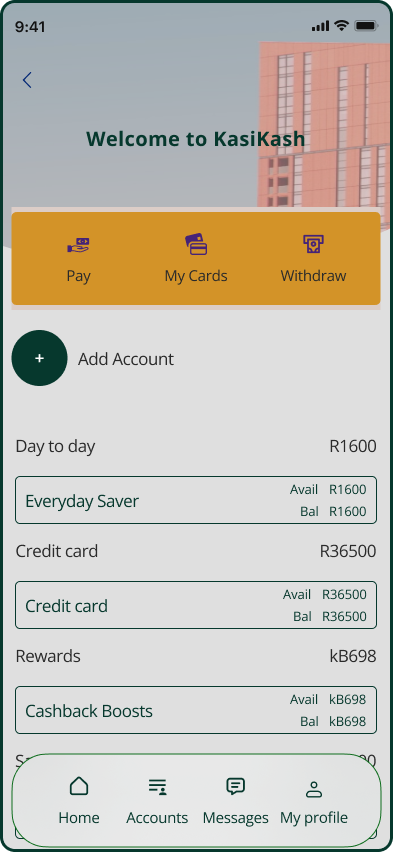 9:41
Welcome to KasiKash
Pay My Cards Withdraw
+ Add Account
Day to day R1600
Everyday Saver Avail R1600
Bal R1600
Credit card R36500
Credit card Avail R36500
Bal R36500
Rewards kB698
Cashback Boosts Avail kB698
Bal kB698
Home Accounts Messages My profile